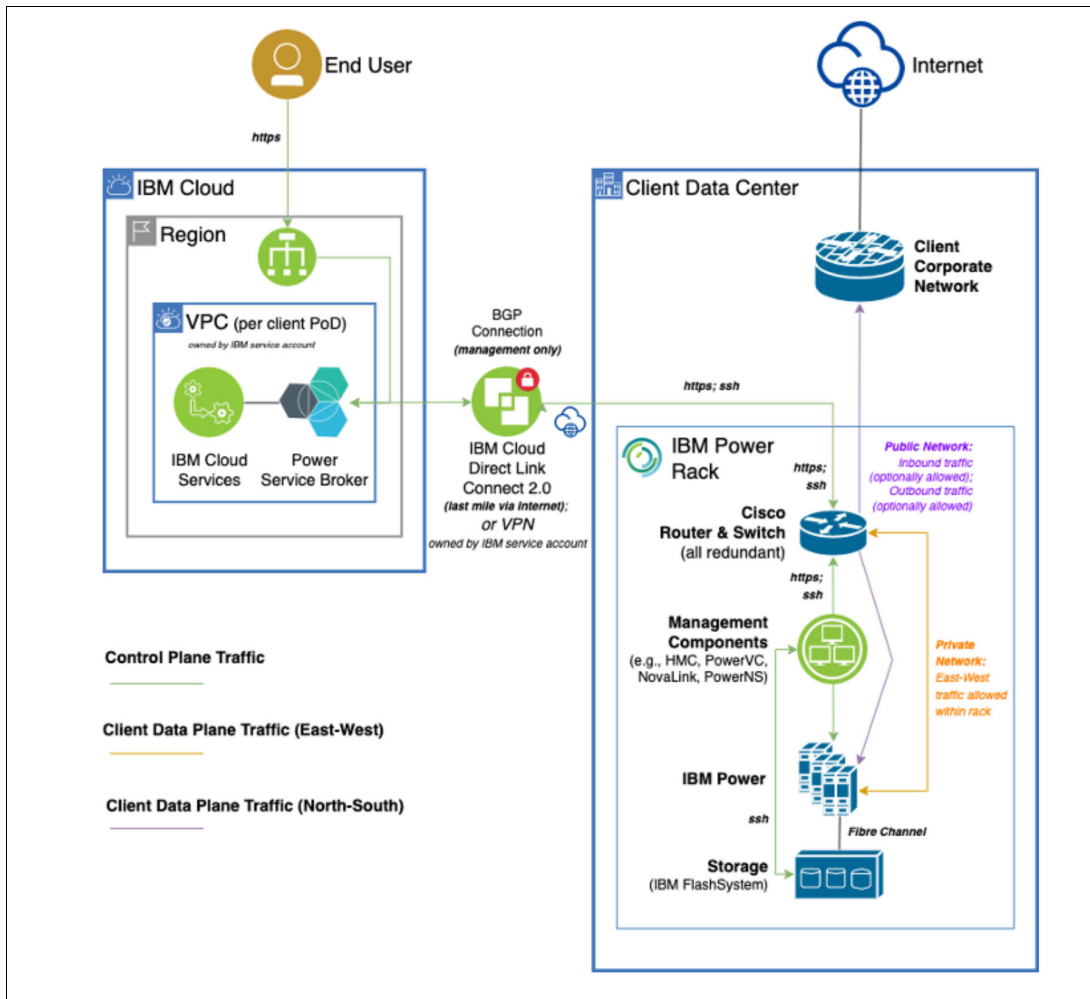 End User
Internet
https
IBM Cloud
Client Data Center
Region
Client
Corporate
Network
VPC (per client PoD)
owned by IBM service account
IBM Cloud
Services
Power
Service Broker
BGP
Connection
(management only)
IBM Cloud
Direct Link
Connect 2.0
(last mile via Internet);
or VPN
owned by IBM service account
https; ssh
IBM Power
Rack
Public Network:
Inbound traffic
(optionally allowed);
Outbound traffic
(optionally allowed)
https;
ssh
Cisco
Router & Switch
(all redundant)
https;
ssh
Management
Components
(e.g., HMC, PowerVC,
NovaLink, PowerNS)
Private
Network:
East-West
traffic allowed
within rack
IBM Power
ssh
Fibre Channel
Storage
(IBM FlashSystem)
Control Plane Traffic
Client Data Plane Traffic (East-West)
Client Data Plane Traffic (North-South)